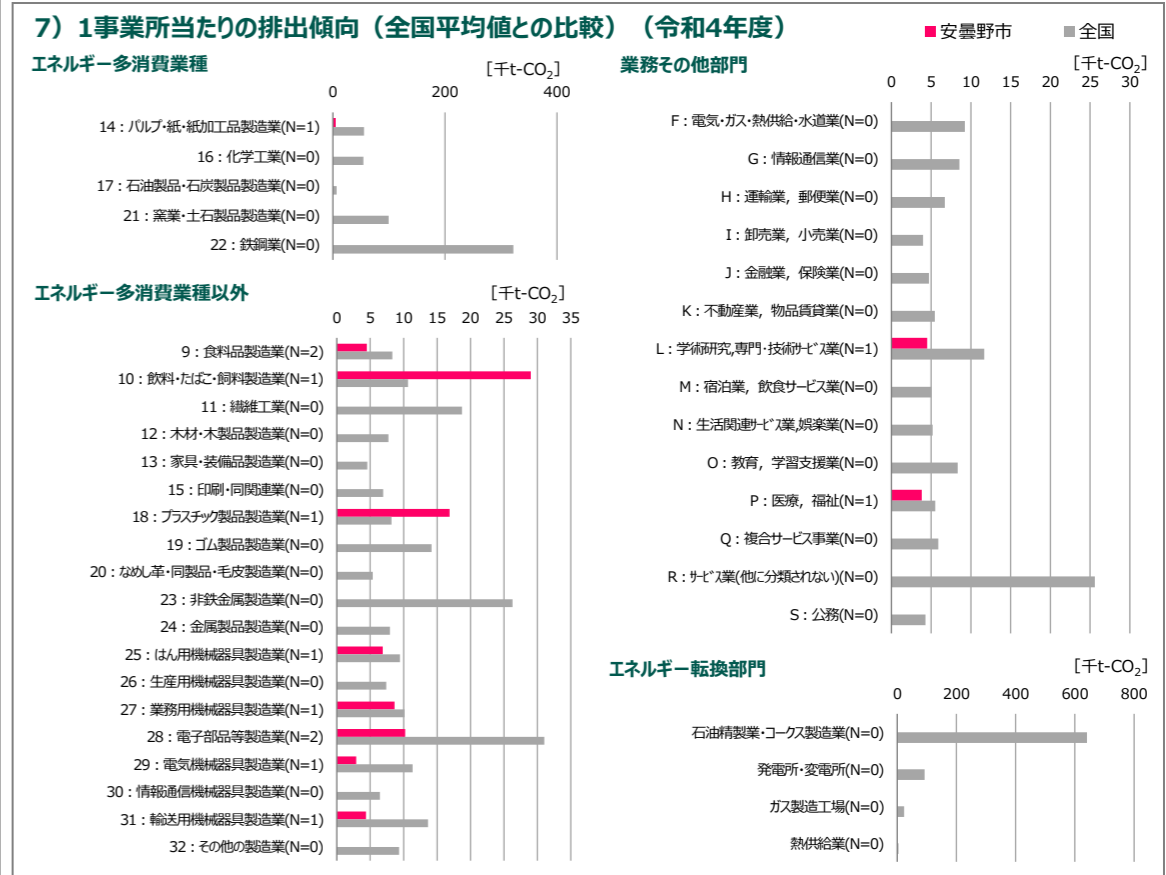 7）1事業所当たりの排出傾向（全国平均値との比較）（令和4年度）
安曇野市 全国
エネルギー多消費業種
[千t-CO₂]
0 200 400
14：パルプ・紙・紙加工品製造業(N=1)
16：化学工業(N=0)
17：石油製品・石炭製品製造業(N=0)
21：窯業・土石製品製造業(N=0)
22：鉄鋼業(N=0)
エネルギー多消費業種以外
[千t-CO₂]
0 5 10 15 20 25 30 35
9：食料品製造業(N=2)
10：飲料・たばこ・飼料製造業(N=1)
11：繊維工業(N=0)
12：木材・木製品製造業(N=0)
13：家具・装備品製造業(N=0)
15：印刷・同関連業(N=0)
18：プラスチック製品製造業(N=1)
19：ゴム製品製造業(N=0)
20：なめし革・同製品・毛皮製造業(N=0)
23：非鉄金属製造業(N=0)
24：金属製品製造業(N=0)
25：はん用機械器具製造業(N=1)
26：生産用機械器具製造業(N=0)
27：業務用機械器具製造業(N=1)
28：電子部品等製造業(N=2)
29：電気機械器具製造業(N=1)
30：情報通信機械器具製造業(N=0)
31：輸送用機械器具製造業(N=1)
32：その他の製造業(N=0)
業務その他部門
[千t-CO₂]
0 5 10 15 20 25 30
F：電気・ガス・熱供給・水道業(N=0)
G：情報通信業(N=0)
H：運輸業，郵便業(N=0)
I：卸売業，小売業(N=0)
J：金融業，保険業(N=0)
K：不動産業，物品賃貸業(N=0)
L：学術研究,専門・技術ｻｰﾋﾞｽ業(N=1)
M：宿泊業，飲食サービス業(N=0)
N：生活関連ｻｰﾋﾞｽ業,娯楽業(N=0)
O：教育，学習支援業(N=0)
P：医療，福祉(N=1)
Q：複合サービス事業(N=0)
R：ｻｰﾋﾞｽ業(他に分類されない)(N=0)
S：公務(N=0)
エネルギー転換部門
[千t-CO₂]
0 200 400 600 800
石油精製業・コークス製造業(N=0)
発電所・変電所(N=0)
ガス製造工場(N=0)
熱供給業(N=0)